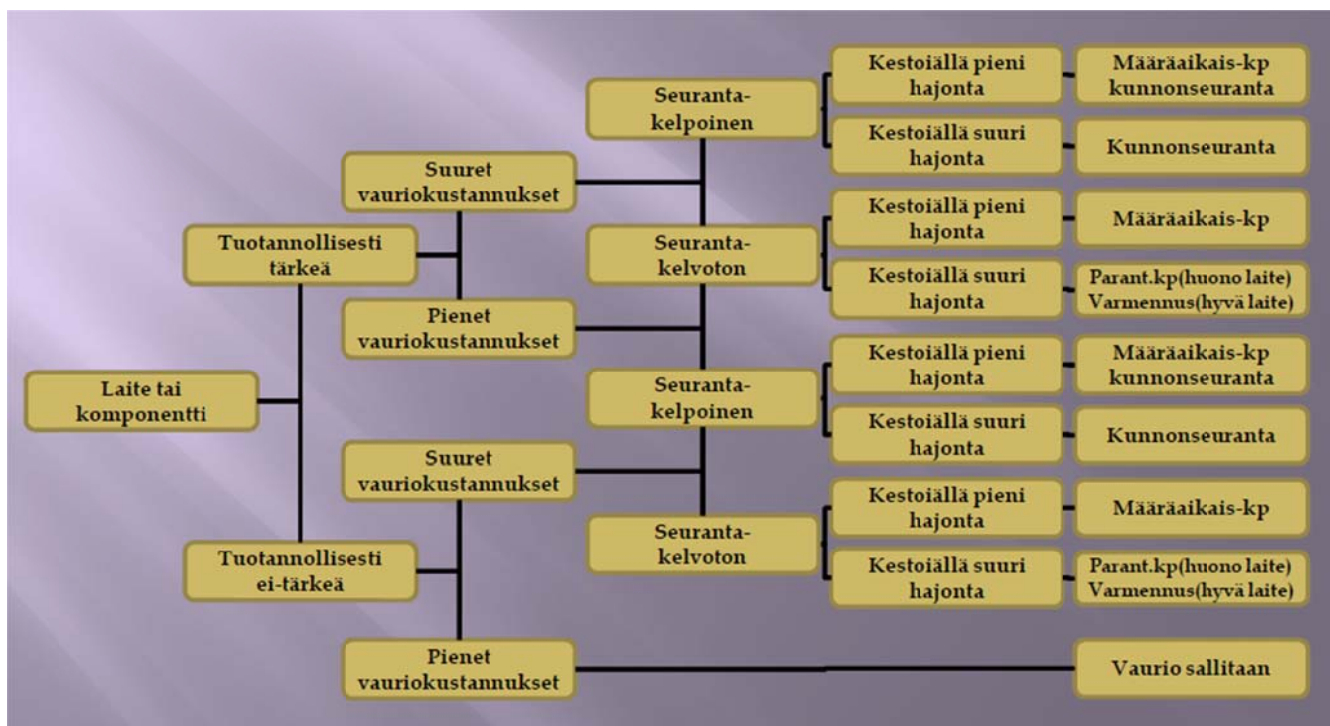 Laite tai
komponentti
Tuotannollisesti
tärkeä
Tuotannollisesti
ei-tärkeä
Suuret
vauriokustannukset
Pienet
vauriokustannukset
Suuret
vauriokustannukset
Pienet
vauriokustannukset
Seuranta-
kelpoinen
Seuranta-
kelvoton
Seuranta-
kelpoinen
Seuranta-
kelvoton
Kestoiällä pieni
hajonta
Kestoiällä suuri
hajonta
Kestoiällä pieni
hajonta
Kestoiällä suuri
hajonta
Kestoiällä pieni
hajonta
Kestoiällä suuri
hajonta
Kestoiällä pieni
hajonta
Kestoiällä suuri
hajonta
Määräaikais-kp
kunnonseuranta
Kunnonseuranta
Määräaikais-kp
Parant.kp(huono laite)
Varmennus(hyvä laite)
Määräaikais-kp
kunnonseuranta
Kunnonseuranta
Määräaikais-kp
Parant.kp(huono laite)
Varmennus(hyvä laite)
Vaurio sallitaan